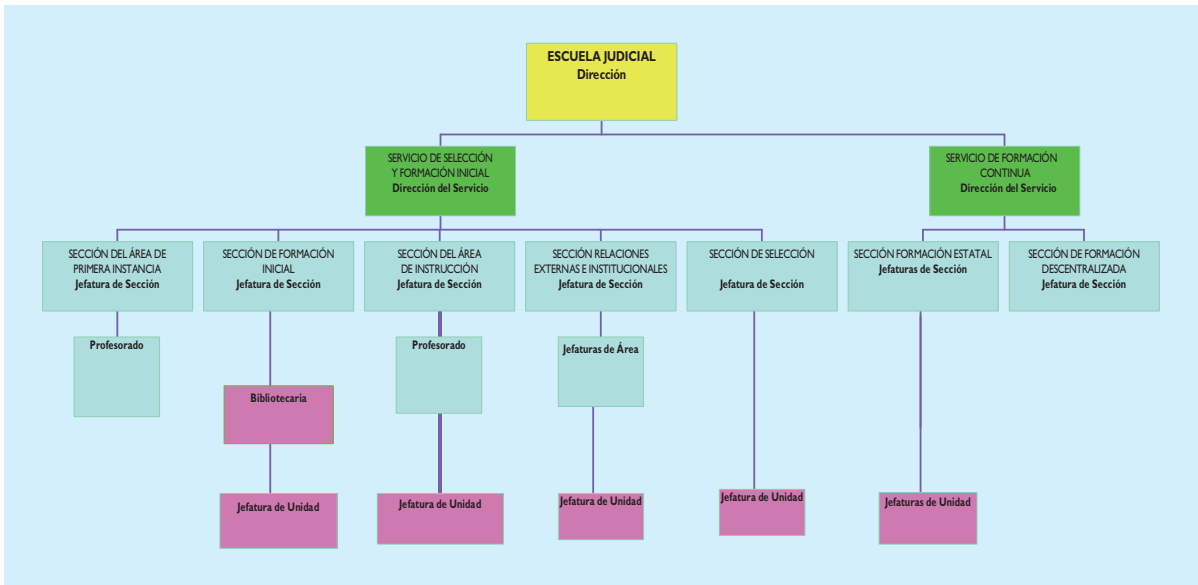 ESCUELA JUDICIAL
Dirección
SERVICIO DE SELECCIÓN
Y FORMACIÓN INICIAL
Dirección del Servicio
SERVICIO DE FORMACIÓN
CONTINUA
Dirección del Servicio
SECCIÓN DEL ÁREA DE
PRIMERA INSTANCIA
Jefatura de Sección
SECCIÓN DE FORMACIÓN
INICIAL
Jefatura de Sección
SECCIÓN DEL ÁREA
DE INSTRUCCIÓN
Jefatura de Sección
SECCIÓN RELACIONES
EXTERNAS E INSTITUCIONALES
Jefatura de Sección
SECCIÓN DE SELECCIÓN
Jefatura de Sección
SECCIÓN FORMACIÓN ESTATAL
Jefaturas de Sección
SECCIÓN DE FORMACIÓN
DESCENTRALIZADA
Jefatura de Sección
Profesorado
Profesorado
Jefaturas de Área
Bibliotecaria
Jefatura de Unidad
Jefatura de Unidad
Jefatura de Unidad
Jefatura de Unidad
Jefaturas de Unidad